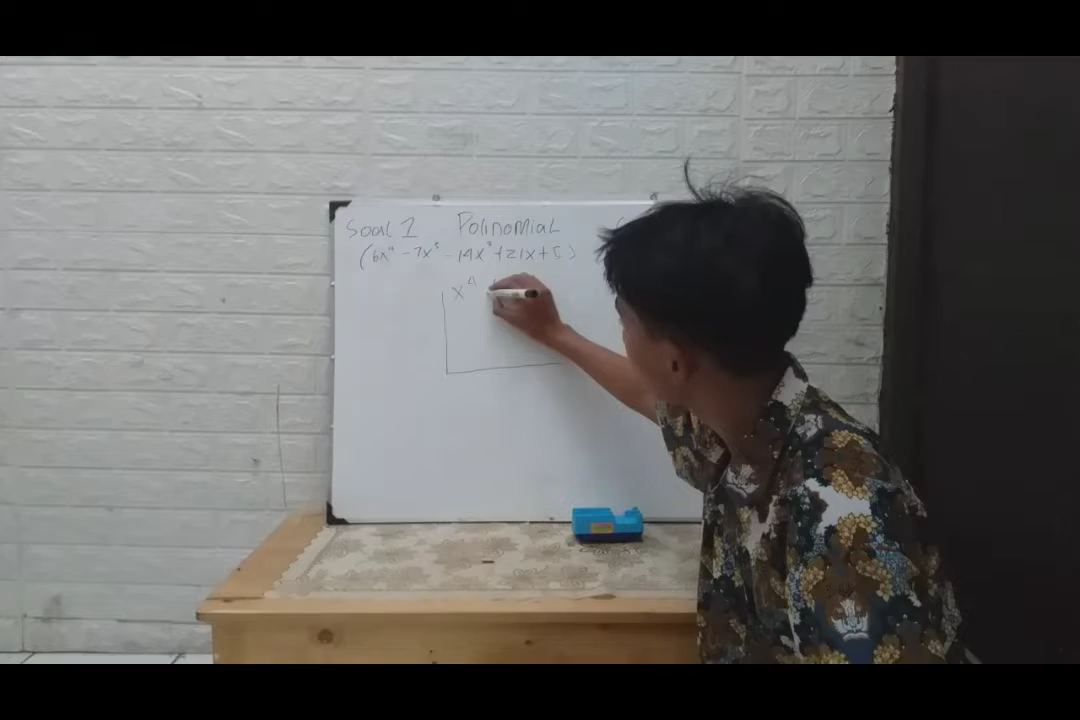 Soal 1 Polinomial
(6x⁴ - 7x³ - 14x² + 21x + 5)
x⁴